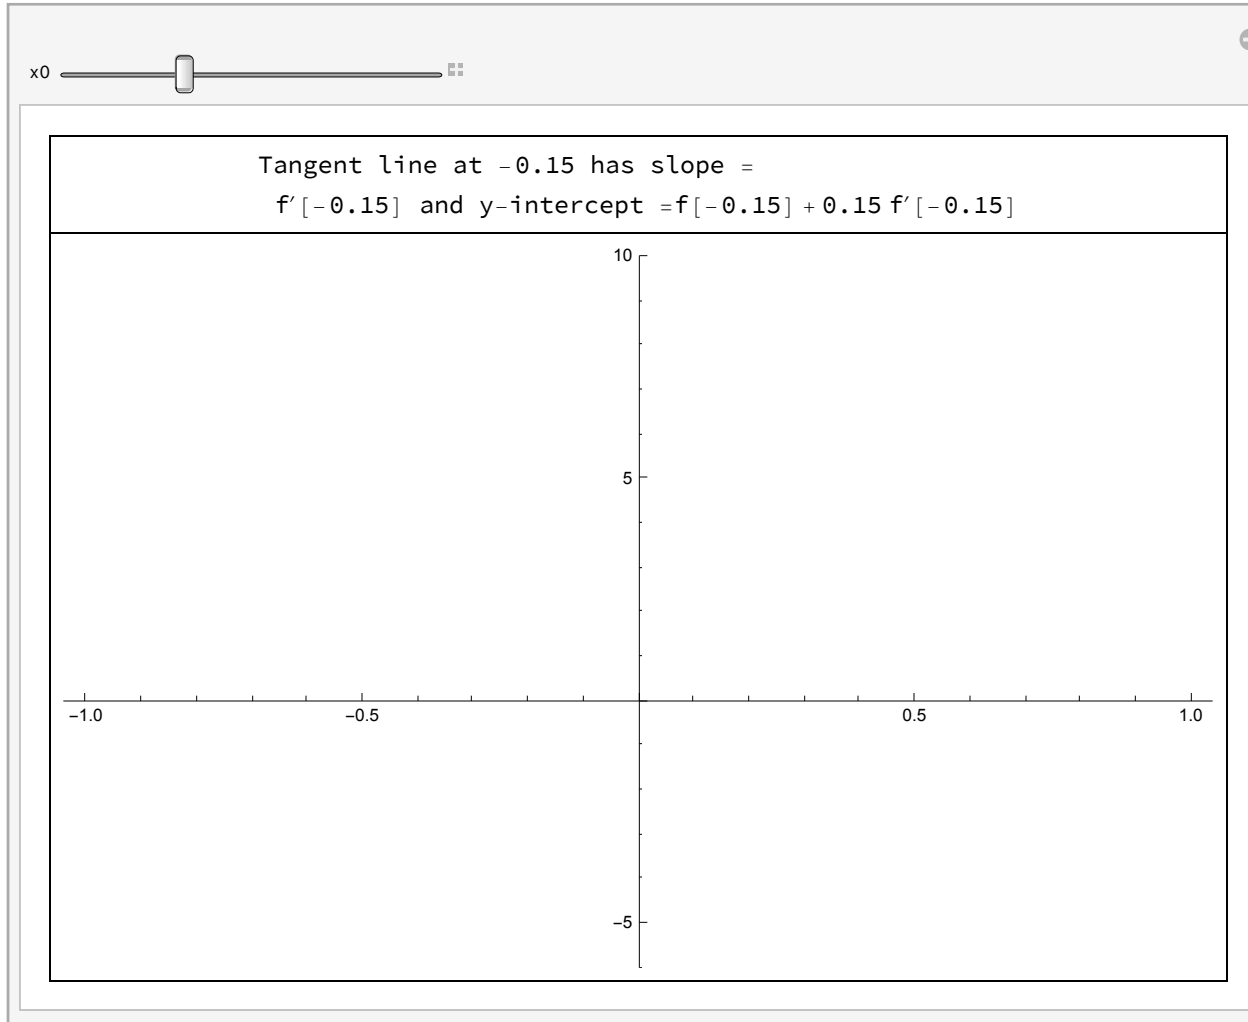 x0
Tangent line at -0.15 has slope =
f′[-0.15] and y-intercept =f[-0.15] + 0.15 f′[-0.15]
10
5
-1.0 -0.5 0.5 1.0
-5